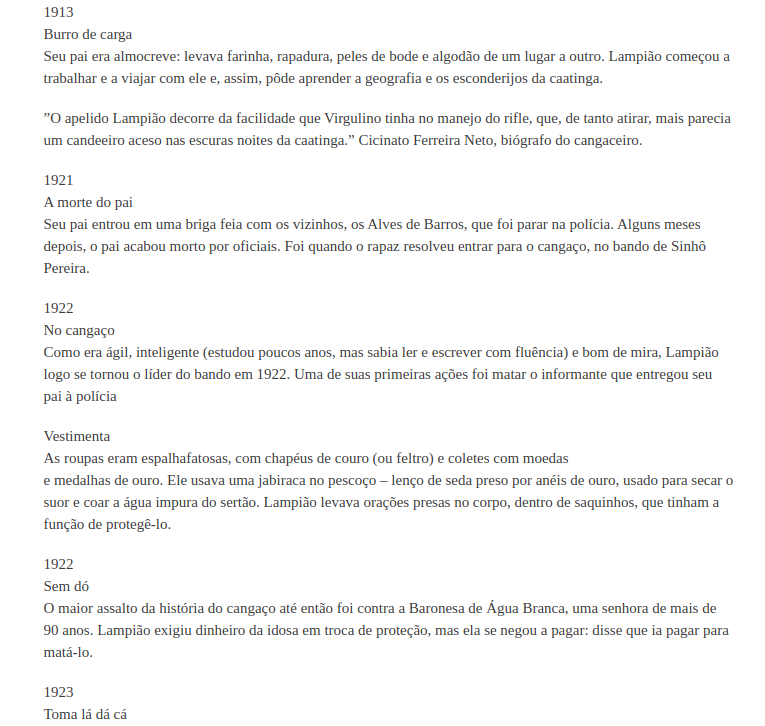 1913
Burro de carga
Seu pai era almocreve: levava farinha, rapadura, peles de bode e algodão de um lugar a outro. Lampião começou a
trabalhar e a viajar com ele e, assim, pôde aprender a geografia e os esconderijos da caatinga.
”O apelido Lampião decorre da facilidade que Virgulino tinha no manejo do rifle, que, de tanto atirar, mais parecia
um candeeiro aceso nas escuras noites da caatinga.” Cicinato Ferreira Neto, biógrafo do cangaceiro.
1921
A morte do pai
Seu pai entrou em uma briga feia com os vizinhos, os Alves de Barros, que foi parar na polícia. Alguns meses
depois, o pai acabou morto por oficiais. Foi quando o rapaz resolveu entrar para o cangaço, no bando de Sinhô
Pereira.
1922
No cangaço
Como era ágil, inteligente (estudou poucos anos, mas sabia ler e escrever com fluência) e bom de mira, Lampião
logo se tornou o líder do bando em 1922. Uma de suas primeiras ações foi matar o informante que entregou seu
pai à polícia
Vestimenta
As roupas eram espalhafatosas, com chapéus de couro (ou feltro) e coletes com moedas
e medalhas de ouro. Ele usava uma jabiraca no pescoço – lenço de seda preso por anéis de ouro, usado para secar o
suor e coar a água impura do sertão. Lampião levava orações presas no corpo, dentro de saquinhos, que tinham a
função de protegê-lo.
1922
Sem dó
O maior assalto da história do cangaço até então foi contra a Baronesa de Água Branca, uma senhora de mais de
90 anos. Lampião exigiu dinheiro da idosa em troca de proteção, mas ela se negou a pagar: disse que ia pagar para
matá-lo.
1923
Toma lá dá cá